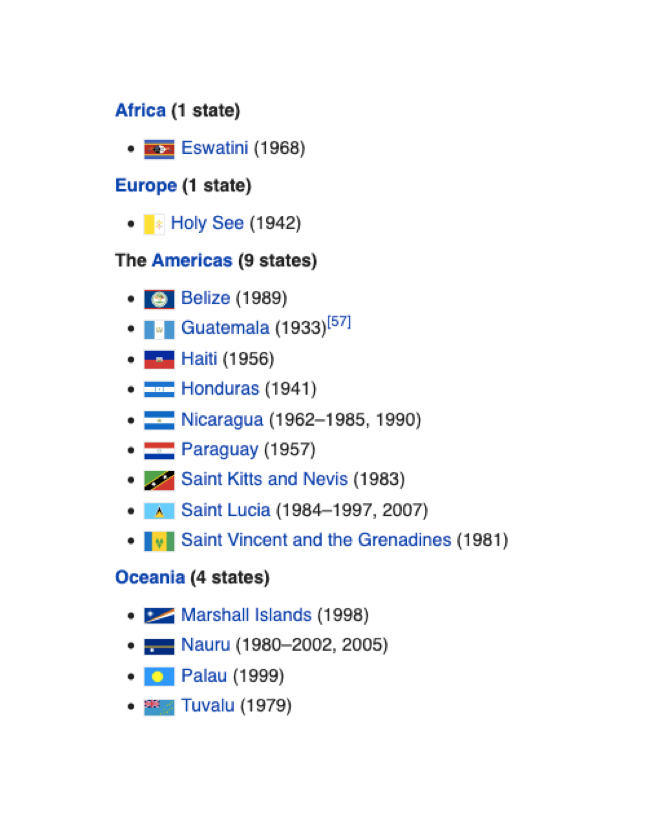 Africa (1 state)
• Eswatini (1968)
Europe (1 state)
• Holy See (1942)
The Americas (9 states)
• Belize (1989)
• Guatemala (1933)[57]
• Haiti (1956)
• Honduras (1941)
• Nicaragua (1962–1985, 1990)
• Paraguay (1957)
• Saint Kitts and Nevis (1983)
• Saint Lucia (1984–1997, 2007)
• Saint Vincent and the Grenadines (1981)
Oceania (4 states)
• Marshall Islands (1998)
• Nauru (1980–2002, 2005)
• Palau (1999)
• Tuvalu (1979)